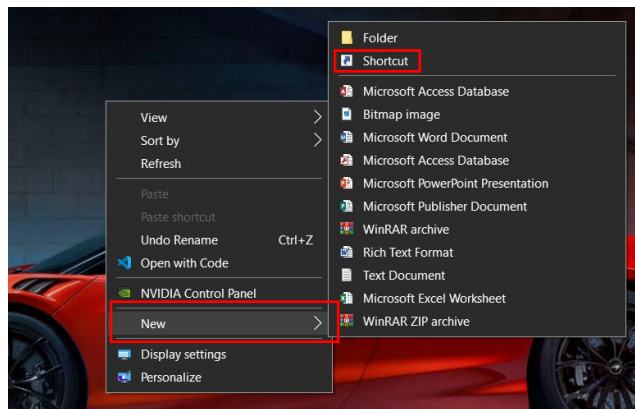 View
Sort by
Refresh
Paste
Paste shortcut
Undo Rename Ctrl+Z
Open with Code
NVIDIA Control Panel
New
Display settings
Personalize
Folder
Shortcut
Microsoft Access Database
Bitmap image
Microsoft Word Document
Microsoft Access Database
Microsoft PowerPoint Presentation
Microsoft Publisher Document
WinRAR archive
Rich Text Format
Text Document
Microsoft Excel Worksheet
WinRAR ZIP archive